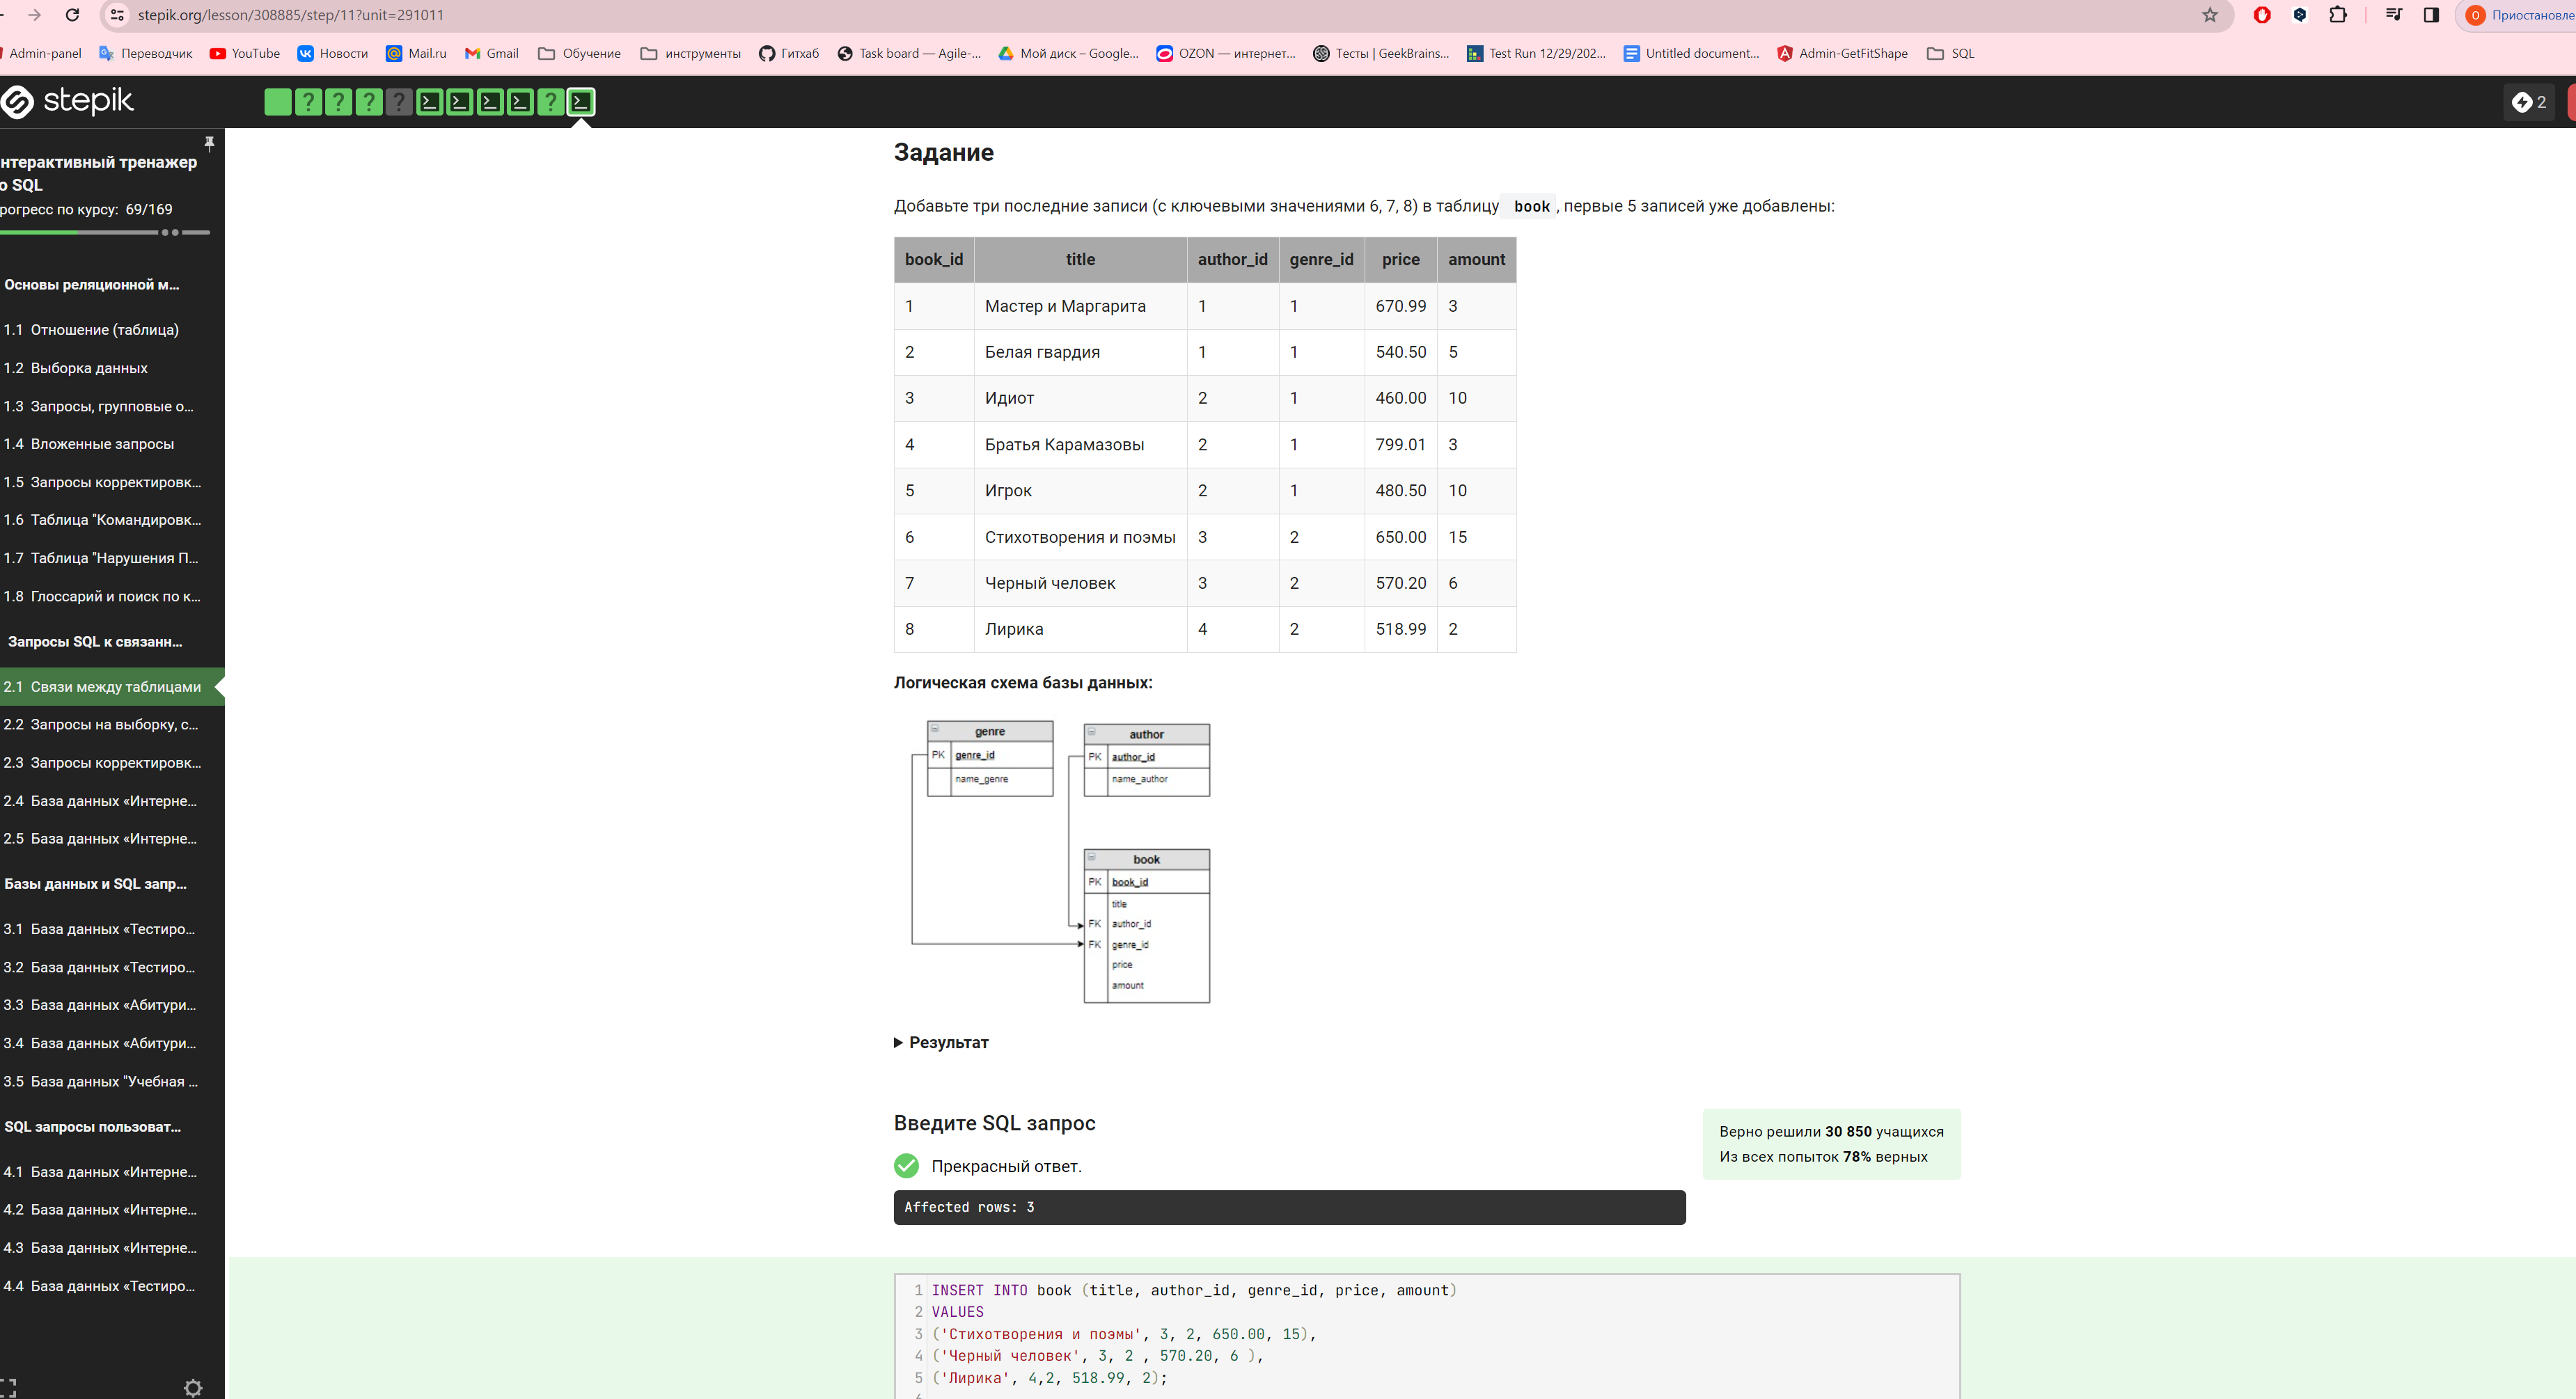 stepik.org/lesson/308885/step/11?unit=291011
O Приостановле
Admin-panel Переводчик YouTube Новости Mail.ru Gmail Обучение инструменты Гитхаб Task board — Agile-... Мой диск – Google... OZON — интернет... Тесты | GeekBrains... Test Run 12/29/202... Untitled document... Admin-GetFitShape SQL
stepik
2
нтерактивный тренажер
о SQL
рогресс по курсу: 69/169
Основы реляционной м...
1.1 Отношение (таблица)
1.2 Выборка данных
1.3 Запросы, групповые о...
1.4 Вложенные запросы
1.5 Запросы корректировк...
1.6 Таблица "Командировк...
1.7 Таблица "Нарушения П...
1.8 Глоссарий и поиск по к...
Запросы SQL к связанн...
2.1 Связи между таблицами
2.2 Запросы на выборку, с...
2.3 Запросы корректировк...
2.4 База данных «Интерне...
2.5 База данных «Интерне...
Базы данных и SQL запр...
3.1 База данных «Тестиро...
3.2 База данных «Тестиро...
3.3 База данных «Абитури...
3.4 База данных «Абитури...
3.5 База данных "Учебная ...
SQL запросы пользоват...
4.1 База данных «Интерне...
4.2 База данных «Интерне...
4.3 База данных «Интерне...
4.4 База данных «Тестиро...
Задание
Добавьте три последние записи (с ключевыми значениями 6, 7, 8) в таблицу book, первые 5 записей уже добавлены:
book_id title author_id genre_id price amount
1 Мастер и Маргарита 1 1 670.99 3
2 Белая гвардия 1 1 540.50 5
3 Идиот 2 1 460.00 10
4 Братья Карамазовы 2 1 799.01 3
5 Игрок 2 1 480.50 10
6 Стихотворения и поэмы 3 2 650.00 15
7 Черный человек 3 2 570.20 6
8 Лирика 4 2 518.99 2
Логическая схема базы данных:
genre
PK genre_id
name_genre
author
PK author_id
name_author
book
PK book_id
title
FK author_id
FK genre_id
price
amount
Результат
Введите SQL запрос
Прекрасный ответ.
Верно решили 30 850 учащихся
Из всех попыток 78% верных
Affected rows: 3
1 INSERT INTO book (title, author_id, genre_id, price, amount)
2 VALUES
3 ('Стихотворения и поэмы', 3, 2, 650.00, 15),
4 ('Черный человек', 3, 2 , 570.20, 6 ),
5 ('Лирика', 4,2, 518.99, 2);